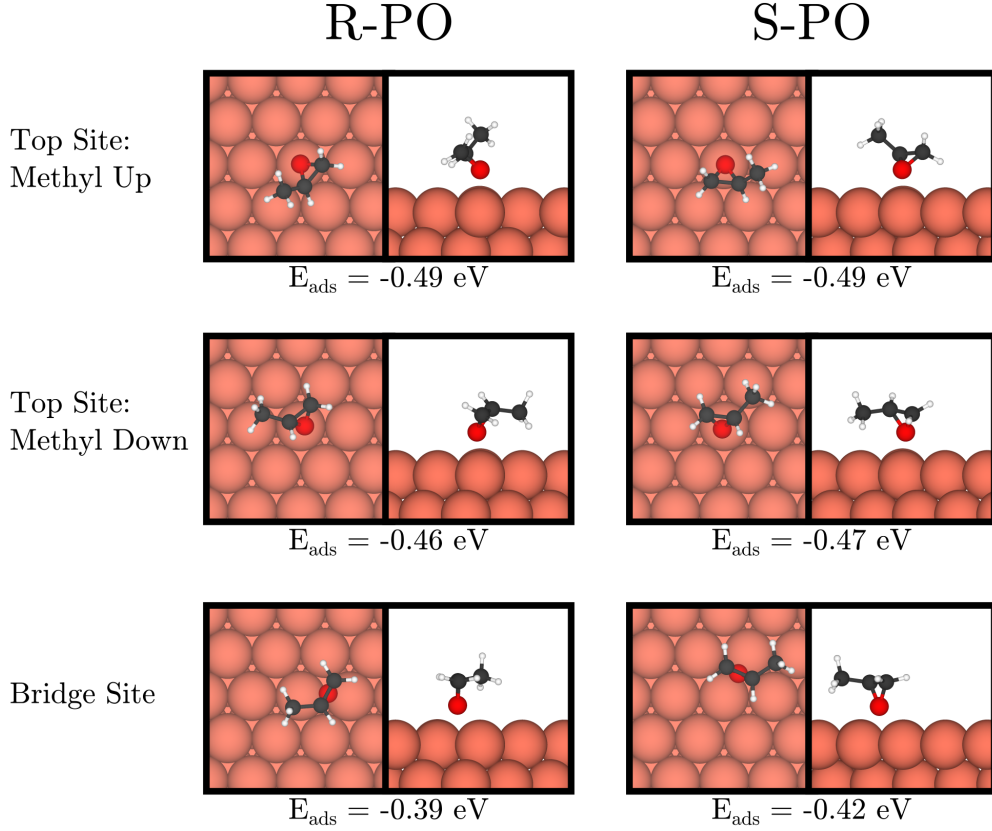 R-PO
S-PO
Top Site:
Methyl Up
E_ads = -0.49 eV
E_ads = -0.49 eV
Top Site:
Methyl Down
E_ads = -0.46 eV
E_ads = -0.47 eV
Bridge Site
E_ads = -0.39 eV
E_ads = -0.42 eV